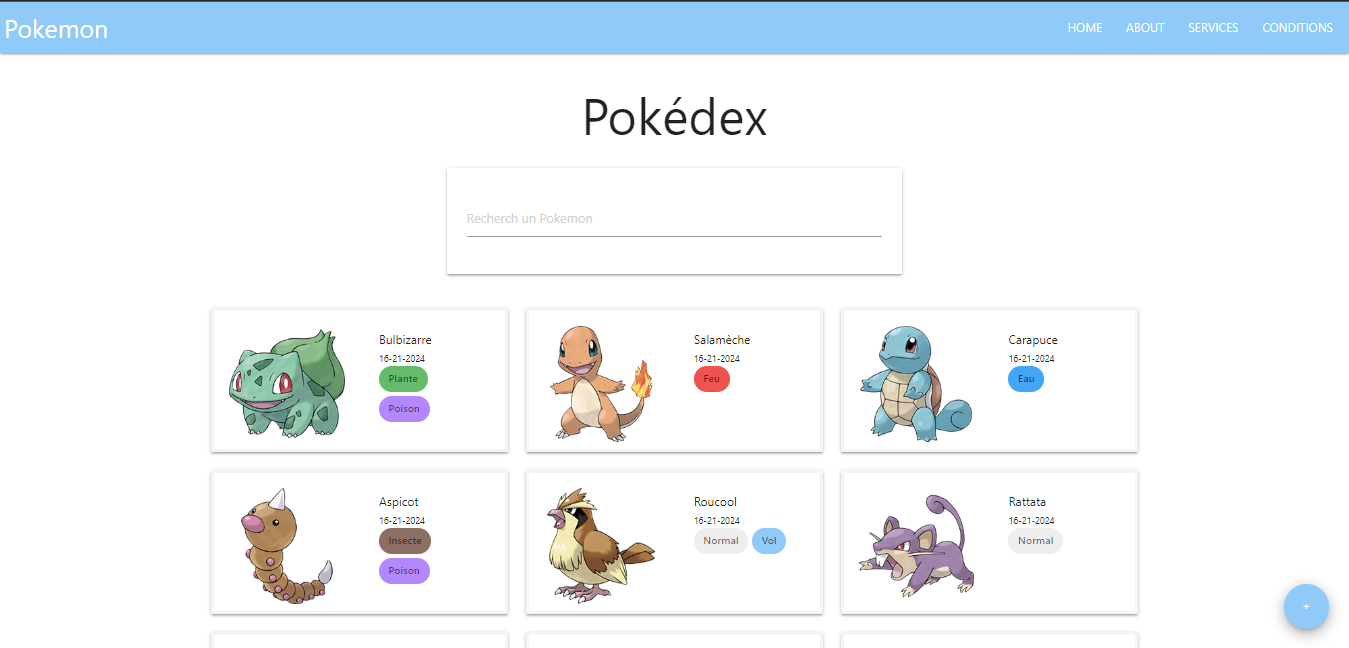 Pokemon
HOME ABOUT SERVICES CONDITIONS
Pokédex
Recherch un Pokemon
Bulbizarre
16-21-2024
Plante
Poison
Salamèche
16-21-2024
Feu
Carapuce
16-21-2024
Eau
Aspicot
16-21-2024
Insecte
Poison
Roucool
16-21-2024
Normal Vol
Rattata
16-21-2024
Normal
+